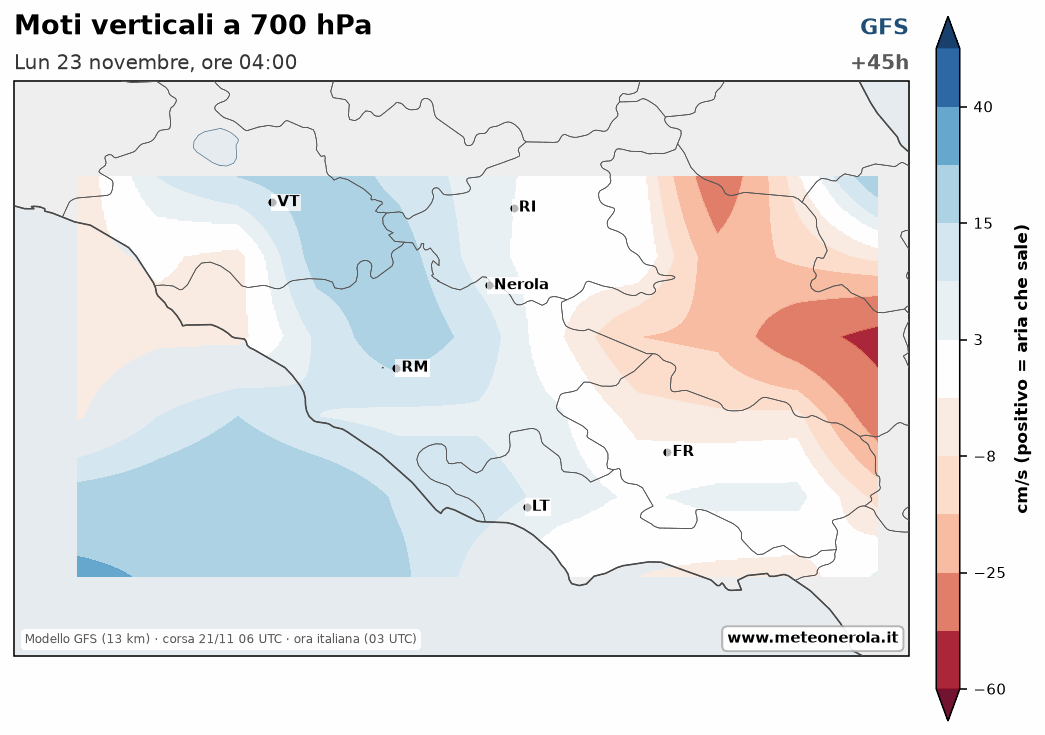 Moti verticali a 700 hPa
GFS
Lun 23 novembre, ore 04:00
+45h
40
15
3
−8
−25
−60
cm/s (positivo = aria che sale)
VT
RI
Nerola
RM
FR
LT
Modello GFS (13 km) · corsa 21/11 06 UTC · ora italiana (03 UTC)
www.meteonerola.it